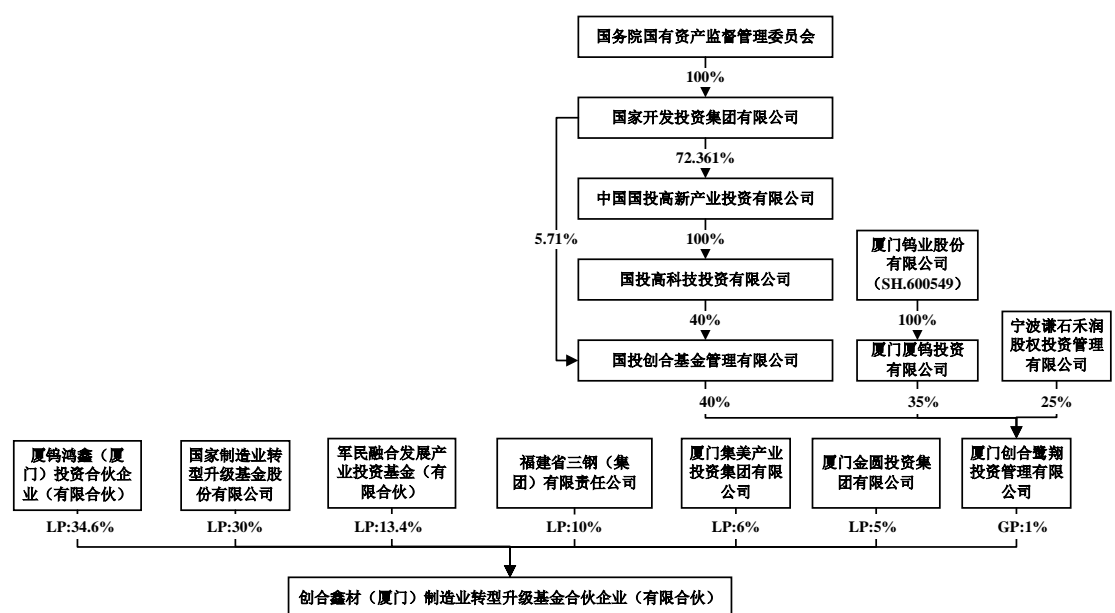 国务院国有资产监督管理委员会
100%
国家开发投资集团有限公司
72.361%
中国国投高新产业投资有限公司
5.71%
100%
厦门钨业股份
有限公司
（SH.600549）
国投高科技投资有限公司
40%
100%
宁波谦石禾润
股权投资管理
有限公司
国投创合基金管理有限公司
厦门厦钨投资
有限公司
40%
35%
25%
厦钨鸿鑫（厦
门）投资合伙企
业（有限合伙）
国家制造业转
型升级基金股
份有限公司
军民融合发展产
业投资基金（有
限合伙）
福建省三钢（集
团）有限责任公司
厦门集美产业
投资集团有限
公司
厦门金圆投资集
团有限公司
厦门创合鹭翔
投资管理有限
公司
LP:34.6%
LP:30%
LP:13.4%
LP:10%
LP:6%
LP:5%
GP:1%
创合鑫材（厦门）制造业转型升级基金合伙企业（有限合伙）